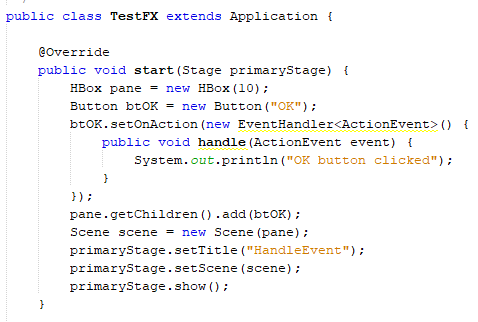 public class TestFX extends Application {
@Override
public void start(Stage primaryStage) {
HBox pane = new HBox(10);
Button btOK = new Button("OK");
btOK.setOnAction(new EventHandler<ActionEvent>() {
public void handle(ActionEvent event) {
System.out.println("OK button clicked");
}
});
pane.getChildren().add(btOK);
Scene scene = new Scene(pane);
primaryStage.setTitle("HandleEvent");
primaryStage.setScene(scene);
primaryStage.show();
}